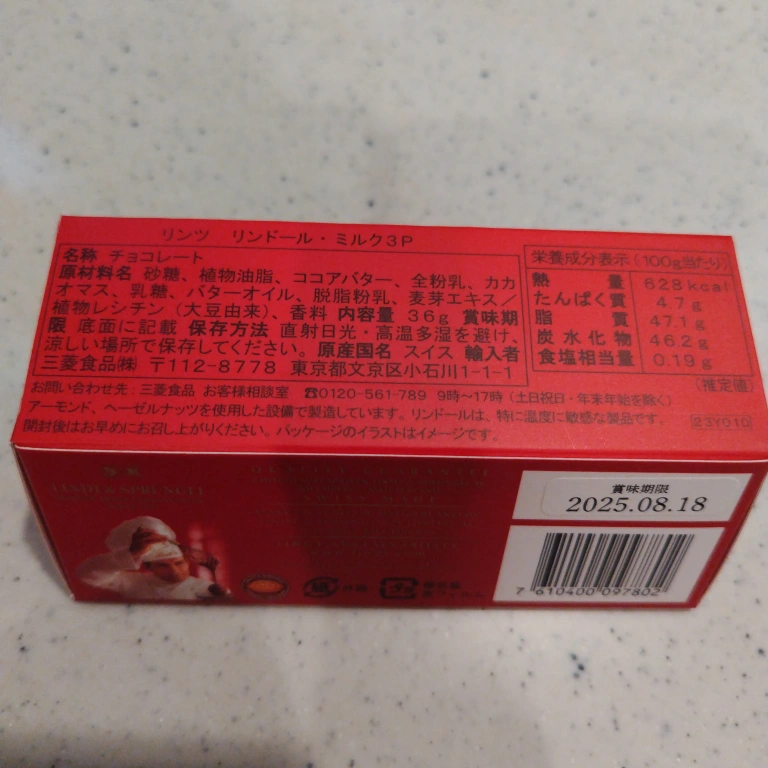 リンツ リンドール・ミルク3P
名称 チョコレート
原材料名 砂糖、植物油脂、ココアバター、全粉乳、カカ
オマス、乳糖、バターオイル、脱脂粉乳、麦芽エキス／
植物レシチン（大豆由来）、香料 内容量 36g 賞味期
限 底面に記載 保存方法 直射日光・高温多湿を避け、
涼しい場所で保存してください。原産国名 スイス 輸入者
三菱食品㈱ 〒112-8778 東京都文京区小石川1-1-1
栄養成分表示（100g当たり）
熱量 628kcal
たんぱく質 4.7g
脂質 47.1g
炭水化物 46.2g
食塩相当量 0.19g
（推定値）
お問い合わせ先：三菱食品 お客様相談室 ☎0120-561-789 9時～17時（土日祝日・年末年始を除く）
アーモンド、ヘーゼルナッツを使用した設備で製造しています。リンドールは、特に温度に敏感な製品です。
開封後はお早めにお召し上がりください。パッケージのイラストはイメージです。
23Y010
LINDT & SPRÜNGLI
賞味期限
2025.08.18
7 610400 097802
紙
プラ